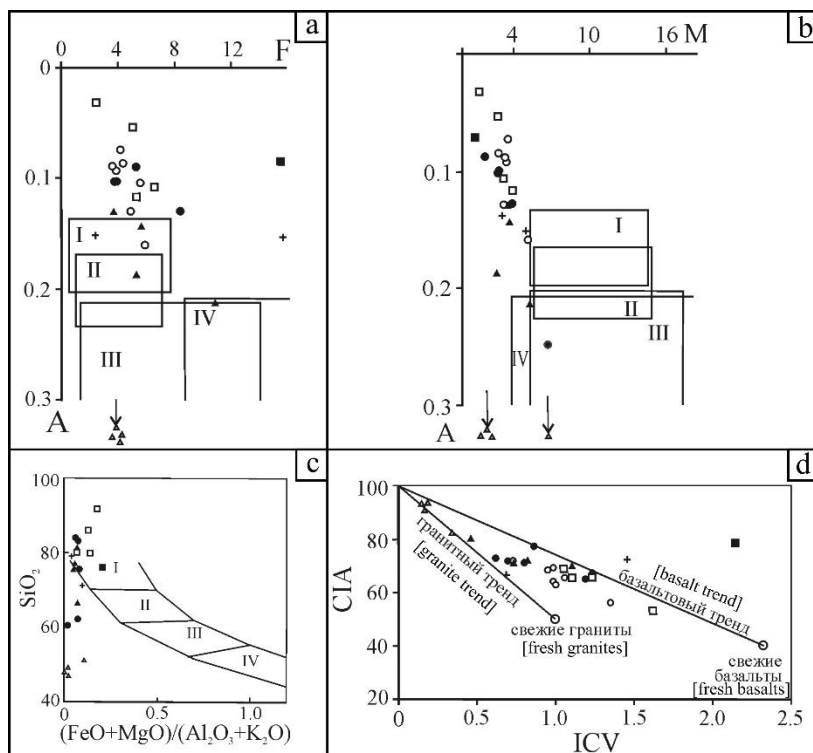 a
0 4 8 12 F
0
0.1
0.2
0.3
A
I
II
III
IV
b
4 10 16 M
0.1
0.2
0.3
A
I
II
III
IV
c
100
80
60
40
SiO₂
I
II
III
IV
0 0.5 1.0
(FeO+MgO)/(Al₂O₃+K₂O)
d
100
80
60
40
20
CIA
гранитный тренд
[granite trend]
[basalt trend]
базальтовый тренд
свежие граниты
[fresh granites]
свежие
базальты
[fresh basalts]
0 0.5 1.0 1.5 2.0 2.5
ICV